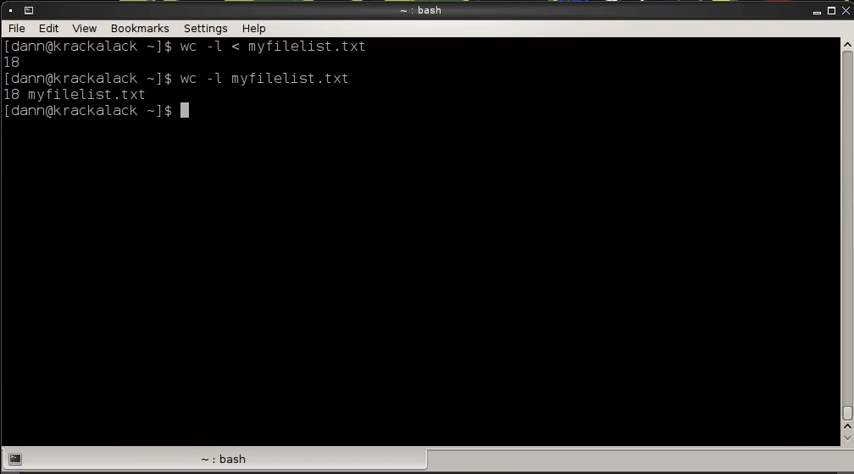 ~ : bash
File Edit View Bookmarks Settings Help
[dann@krackalack ~]$ wc -l < myfilelist.txt
18
[dann@krackalack ~]$ wc -l myfilelist.txt
18 myfilelist.txt
[dann@krackalack ~]$
~ : bash